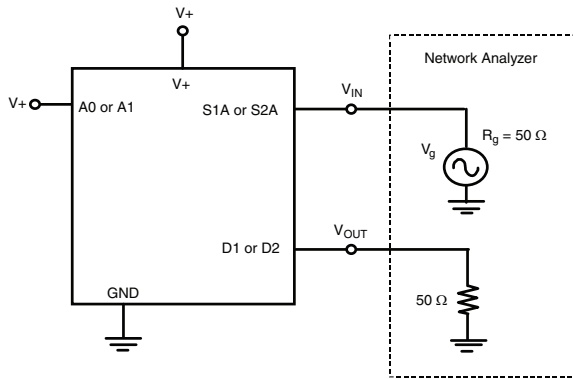 V+
Network Analyzer
V+
V+
A0 or A1
S1A or S2A
VIN
Vg
Rg = 50 Ω
D1 or D2
VOUT
GND
50 Ω